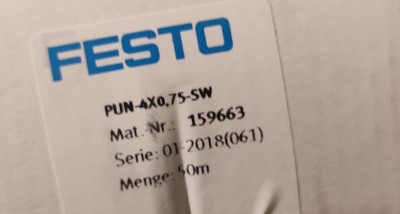 FESTO
PUN-4X0,75-SW
Mat.-Nr.: 159663
Serie: 01-2018(061)
Menge: 50m